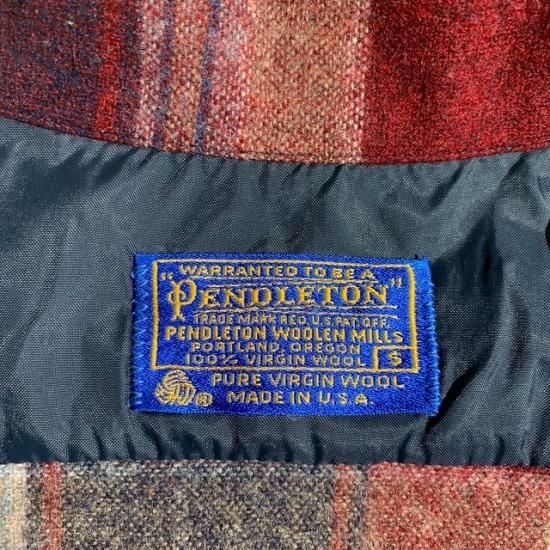 WARRANTED TO BE A
"PENDLETON"
TRADE MARK REG. U.S. PAT. OFF.
PENDLETON WOOLEN MILLS
PORTLAND, OREGON
100% VIRGIN WOOL S
PURE VIRGIN WOOL
® MADE IN U.S.A.